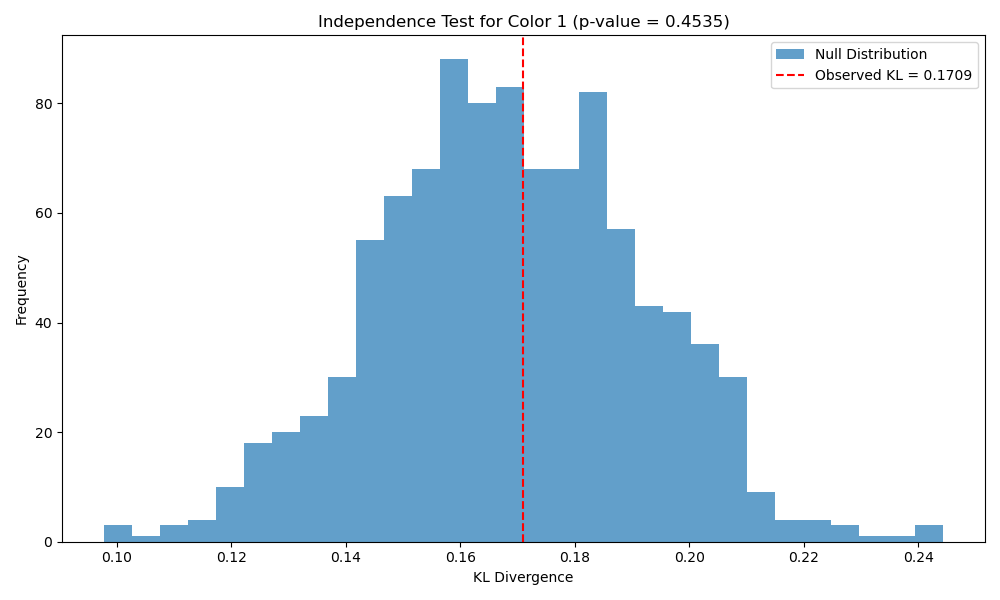 Independence Test for Color 1 (p-value = 0.4535)
Null Distribution
Observed KL = 0.1709
80
60
40
20
0
Frequency
0.10 0.12 0.14 0.16 0.18 0.20 0.22 0.24
KL Divergence